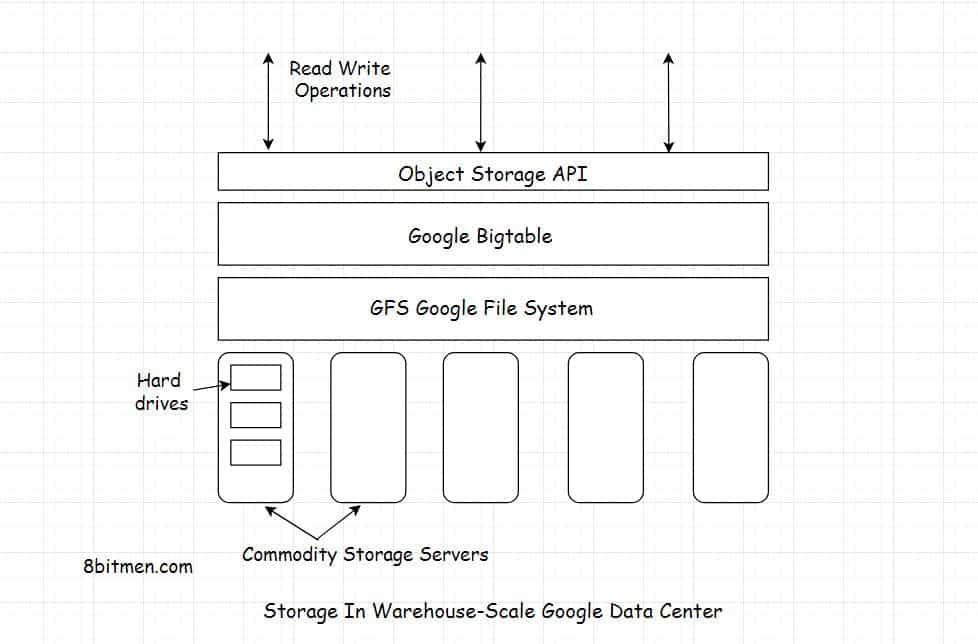 Read Write
Operations
Object Storage API
Google Bigtable
GFS Google File System
Hard
drives
Commodity Storage Servers
8bitmen.com
Storage In Warehouse-Scale Google Data Center